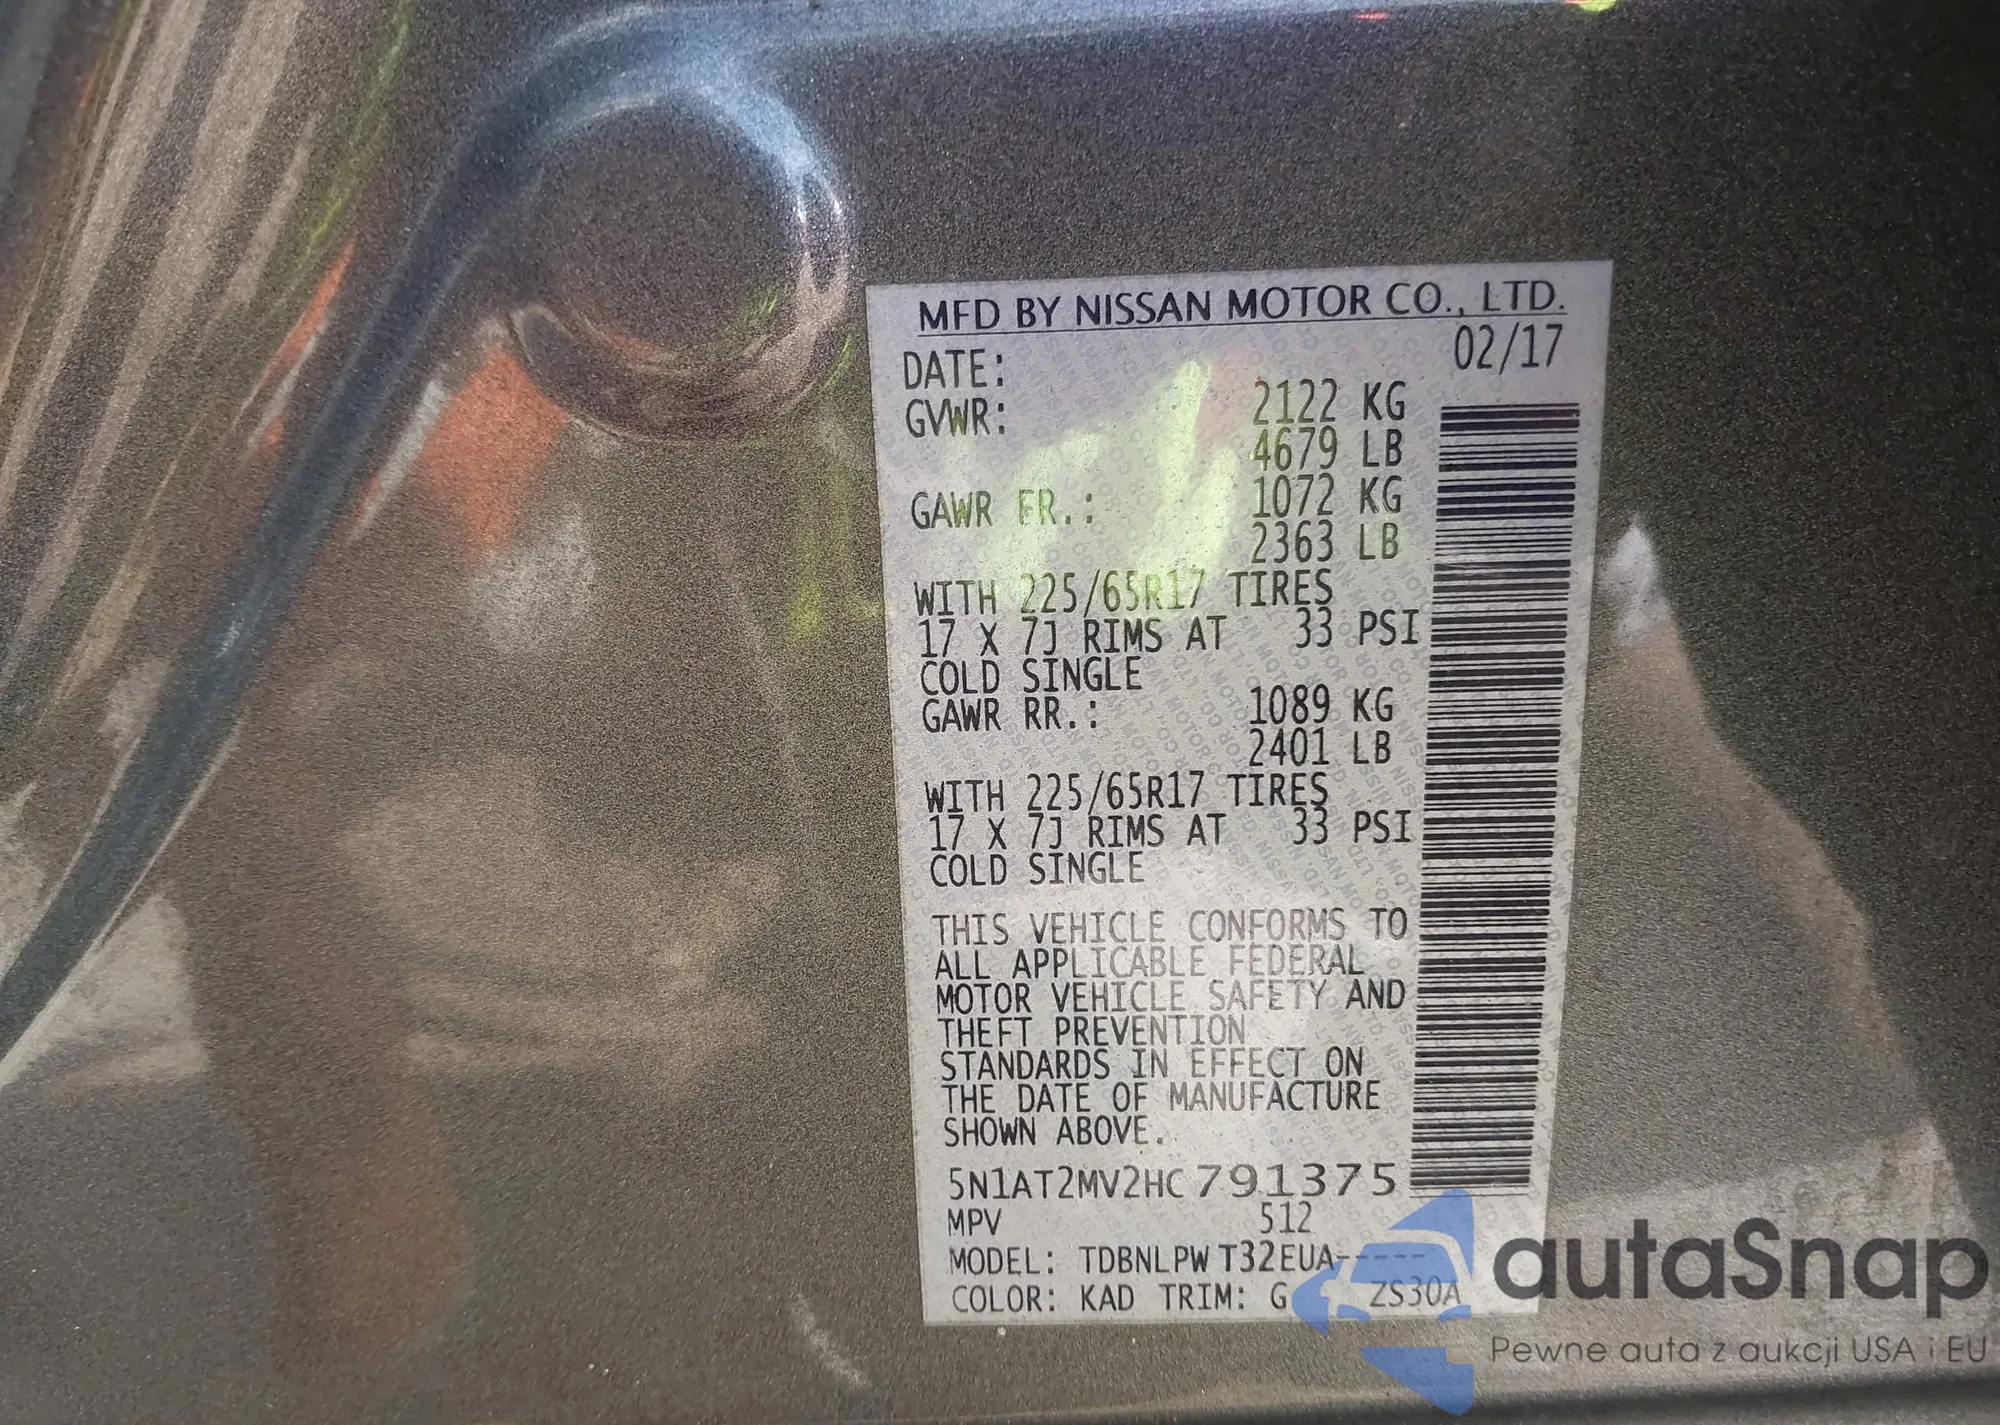 MFD BY NISSAN MOTOR CO., LTD.
DATE: 02/17
GVWR: 2122 KG
4679 LB
GAWR FR.: 1072 KG
2363 LB
WITH 225/65R17 TIRES
17 X 7J RIMS AT 33 PSI
COLD SINGLE
GAWR RR.: 1089 KG
2401 LB
WITH 225/65R17 TIRES
17 X 7J RIMS AT 33 PSI
COLD SINGLE
THIS VEHICLE CONFORMS TO
ALL APPLICABLE FEDERAL
MOTOR VEHICLE SAFETY AND
THEFT PREVENTION
STANDARDS IN EFFECT ON
THE DATE OF MANUFACTURE
SHOWN ABOVE.
5N1AT2MV2HC791375
MPV 512
MODEL: TDBNLPW T32EUA-----
COLOR: KAD TRIM: G ZS30A
autaSnap
Pewne auta z aukcji USA i EU